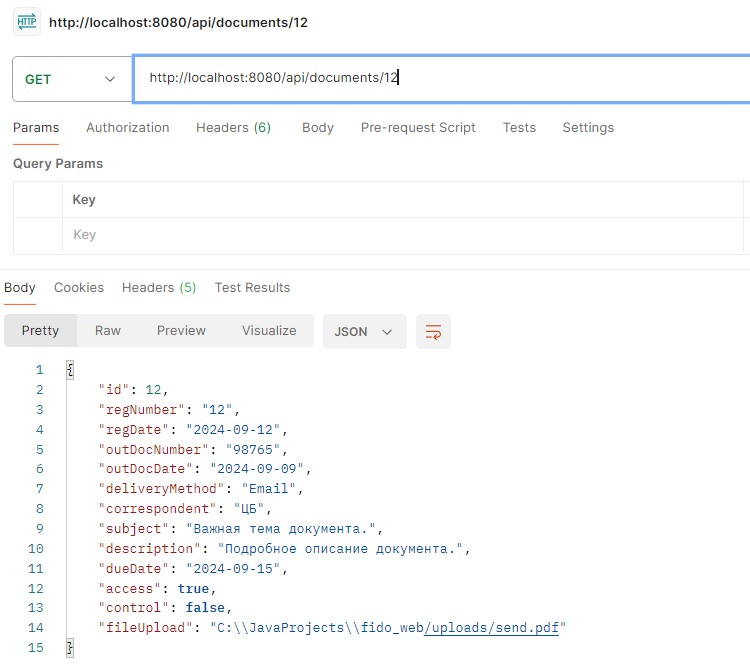 HTTP http://localhost:8080/api/documents/12
GET http://localhost:8080/api/documents/12
Params Authorization Headers (6) Body Pre-request Script Tests Settings
Query Params
Key
Key
Body Cookies Headers (5) Test Results
Pretty Raw Preview Visualize JSON
1 {
2 "id": 12,
3 "regNumber": "12",
4 "regDate": "2024-09-12",
5 "outDocNumber": "98765",
6 "outDocDate": "2024-09-09",
7 "deliveryMethod": "Email",
8 "correspondent": "ЦБ",
9 "subject": "Важная тема документа.",
10 "description": "Подробное описание документа.",
11 "dueDate": "2024-09-15",
12 "access": true,
13 "control": false,
14 "fileUpload": "C:\\JavaProjects\\fido_web/uploads/send.pdf"
15 }